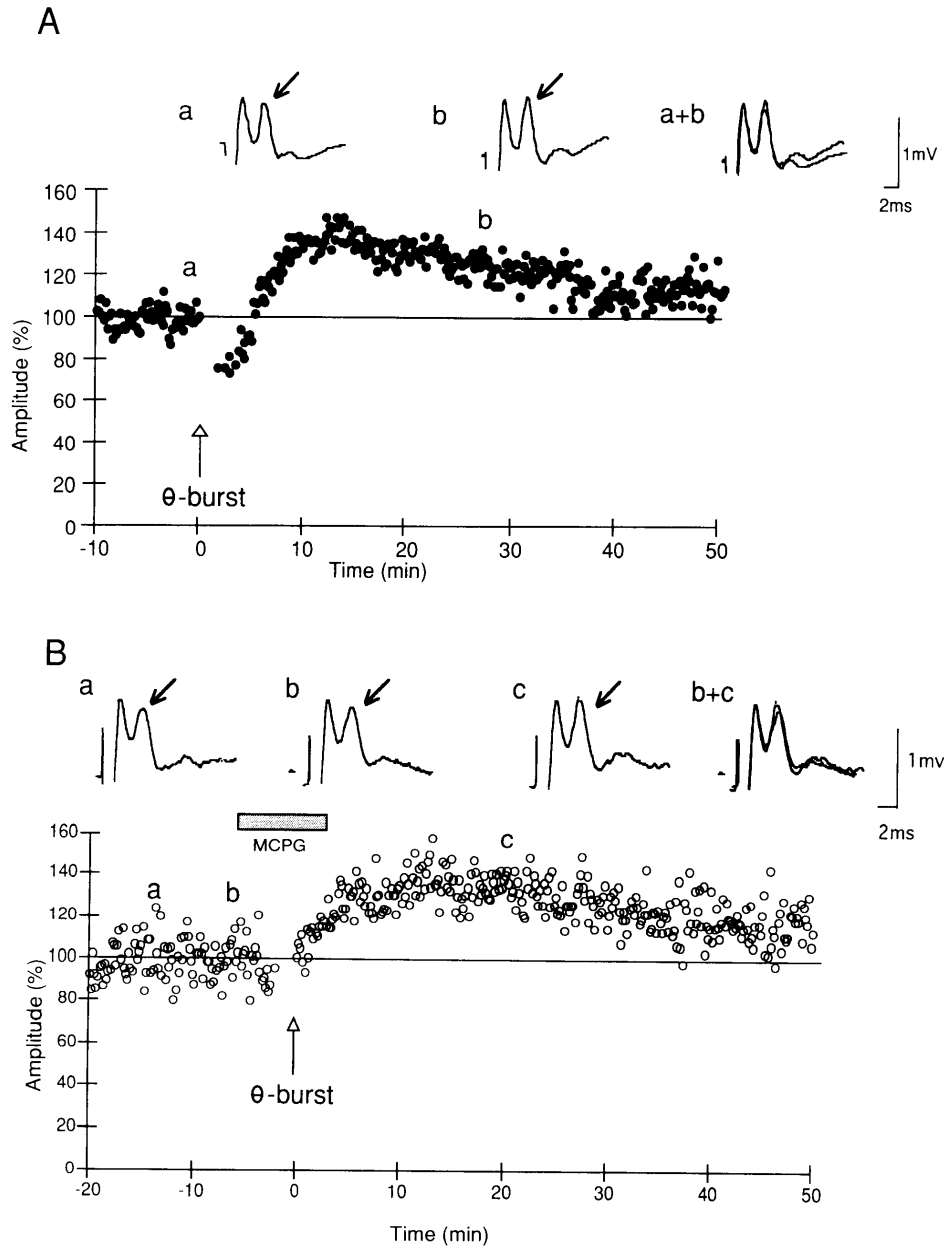 A
a
b
a+b
1mV
2ms
160
140
120
100
80
60
40
20
0
a
b
Amplitude (%)
θ-burst
-10
0
10
20
30
40
50
Time (min)
B
a
b
c
b+c
1mv
2ms
MCPG
160
140
120
100
80
60
40
20
0
a
b
c
Amplitude (%)
θ-burst
-20
-10
0
10
20
30
40
50
Time (min)